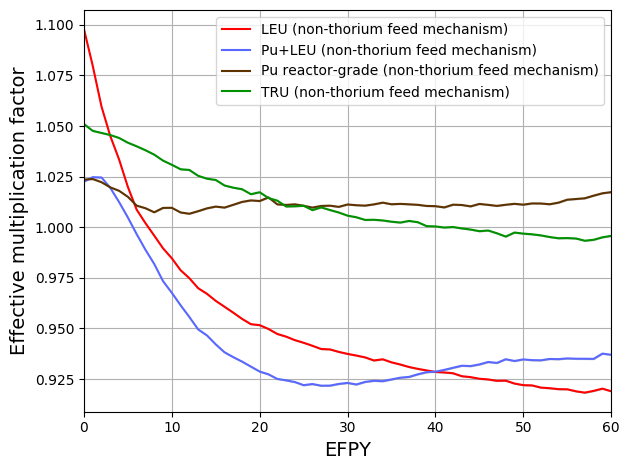 LEU (non-thorium feed mechanism)
Pu+LEU (non-thorium feed mechanism)
Pu reactor-grade (non-thorium feed mechanism)
TRU (non-thorium feed mechanism)
Effective multiplication factor
1.100
1.075
1.050
1.025
1.000
0.975
0.950
0.925
0 10 20 30 40 50 60
EFPY